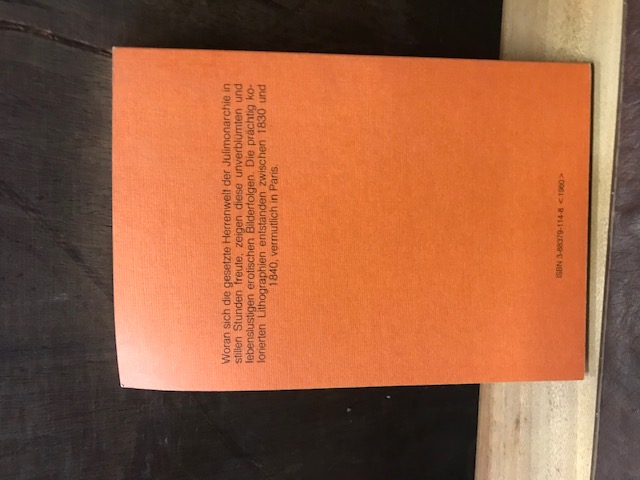 Woran sich die gesetzte Herrenwelt der Julimonarchie in
stillen Stunden freute, zeigen diese unverblümten und
lebenslustigen erotischen Bilderfolgen. Die prächtig ko-
lorierten Lithographien entstanden zwischen 1830 und
1840, vermutlich in Paris.
ISBN 3-88379-114-8 <1980>